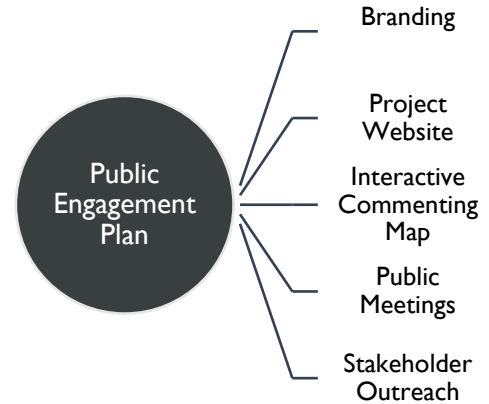 Public
Engagement
Plan
Branding
Project
Website
Interactive
Commenting
Map
Public
Meetings
Stakeholder
Outreach